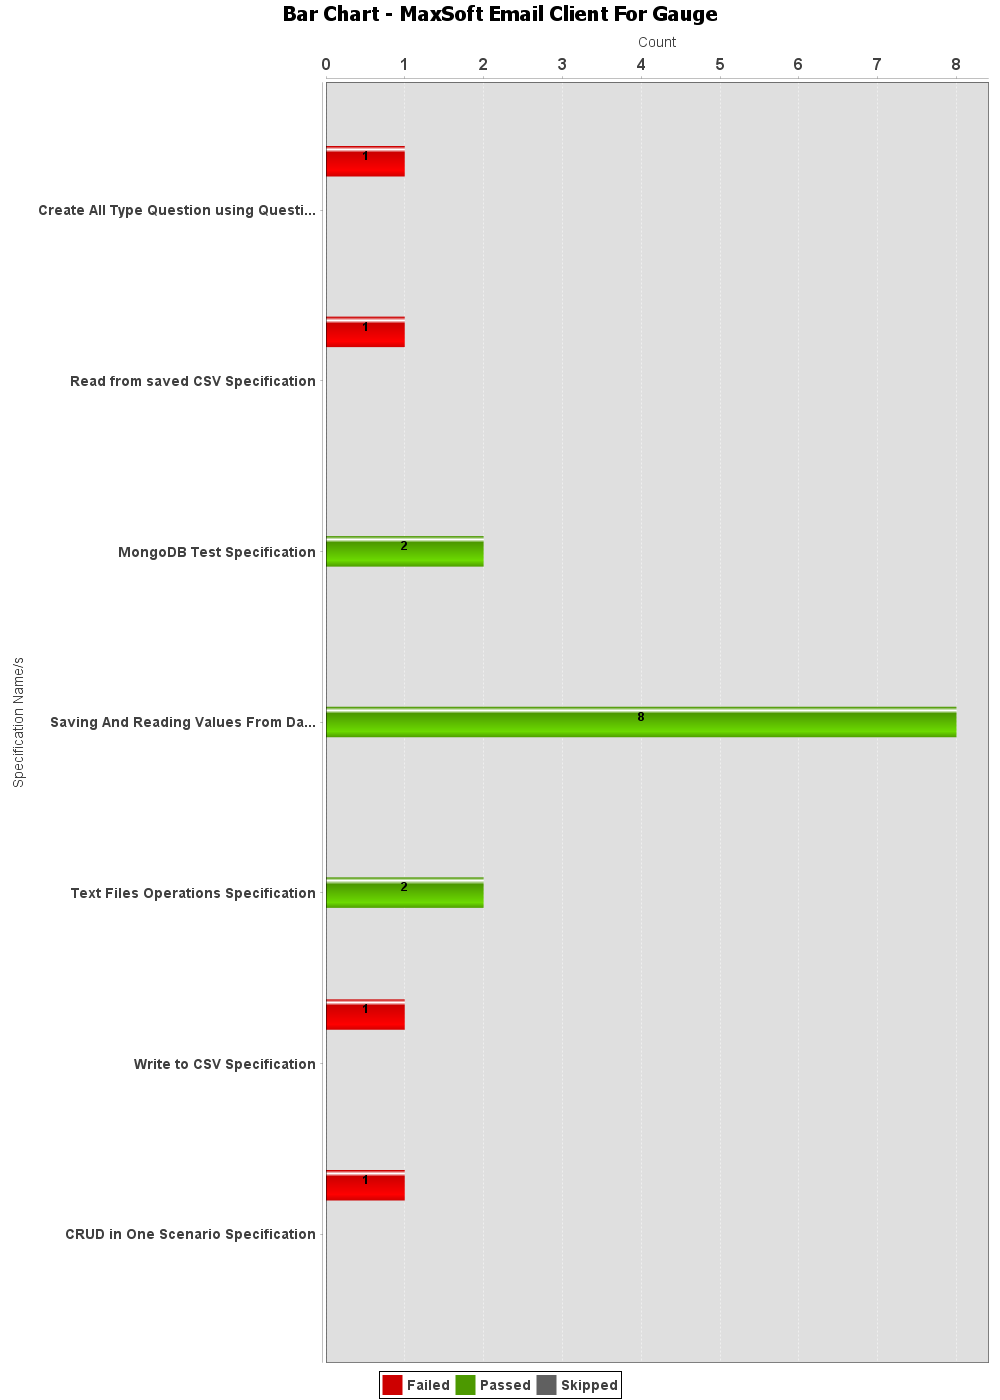 Bar Chart - MaxSoft Email Client For Gauge
Count
0 1 2 3 4 5 6 7 8
1
Create All Type Question using Questi...
1
Read from saved CSV Specification
2
MongoDB Test Specification
Specification Name/s
8
Saving And Reading Values From Da...
2
Text Files Operations Specification
1
Write to CSV Specification
1
CRUD in One Scenario Specification
Failed Passed Skipped